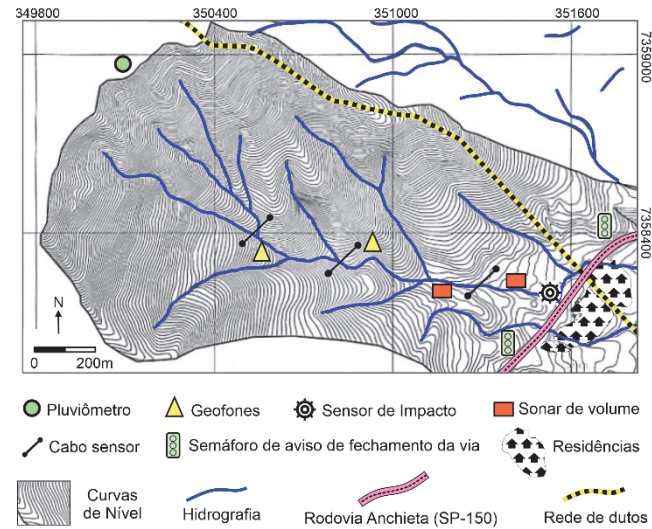 349800 350400 351000 351600
7359000
7358400
N
0 200m
Pluviômetro Geofones Sensor de Impacto Sonar de volume
Cabo sensor Semáforo de aviso de fechamento da via Residências
Curvas
de Nível Hidrografia Rodovia Anchieta (SP-150) Rede de dutos